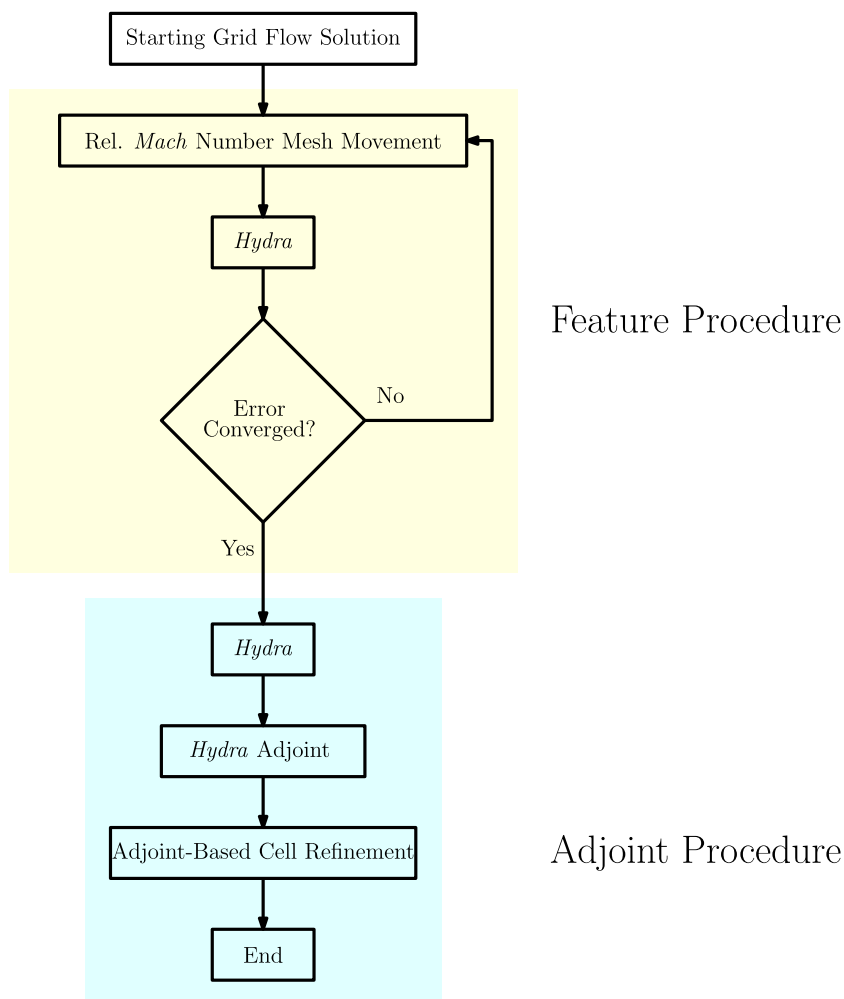 Starting Grid Flow Solution
Rel. Mach Number Mesh Movement
Hydra
Feature Procedure
No
Error
Converged?
Yes
Hydra
Hydra Adjoint
Adjoint-Based Cell Refinement
Adjoint Procedure
End